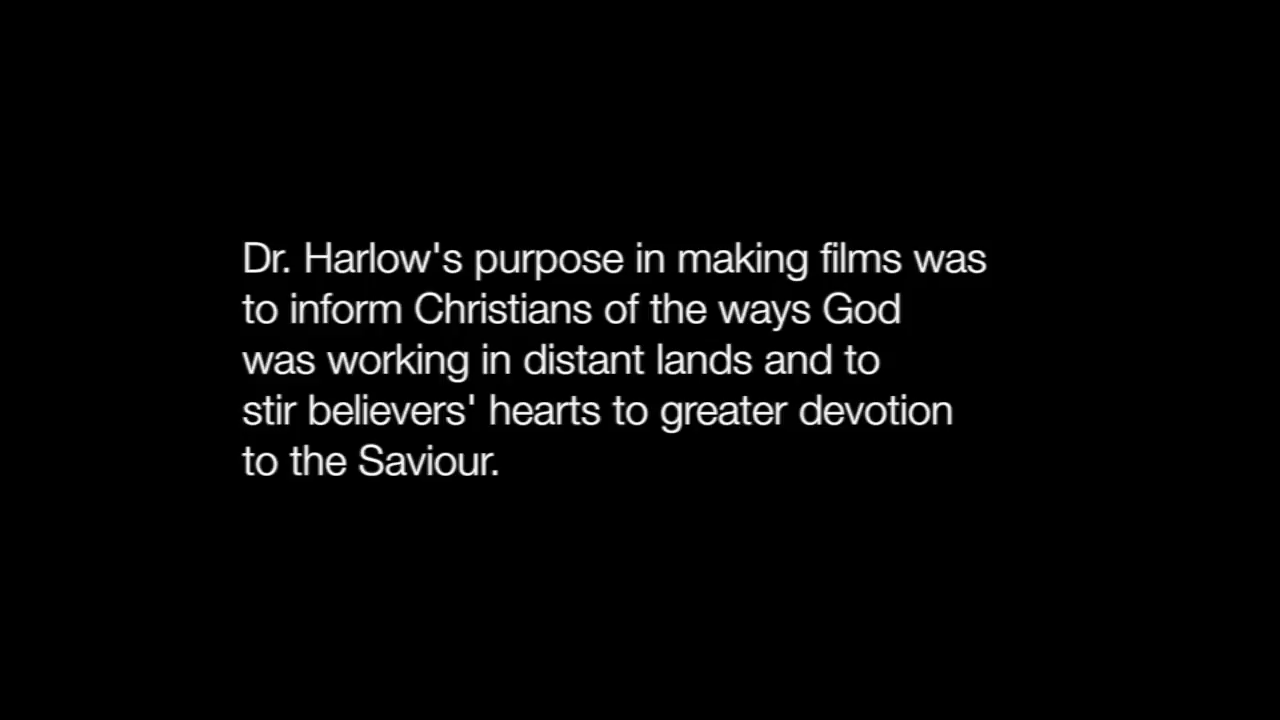 Dr. Harlow's purpose in making films was
to inform Christians of the ways God
was working in distant lands and to
stir believers' hearts to greater devotion
to the Saviour.